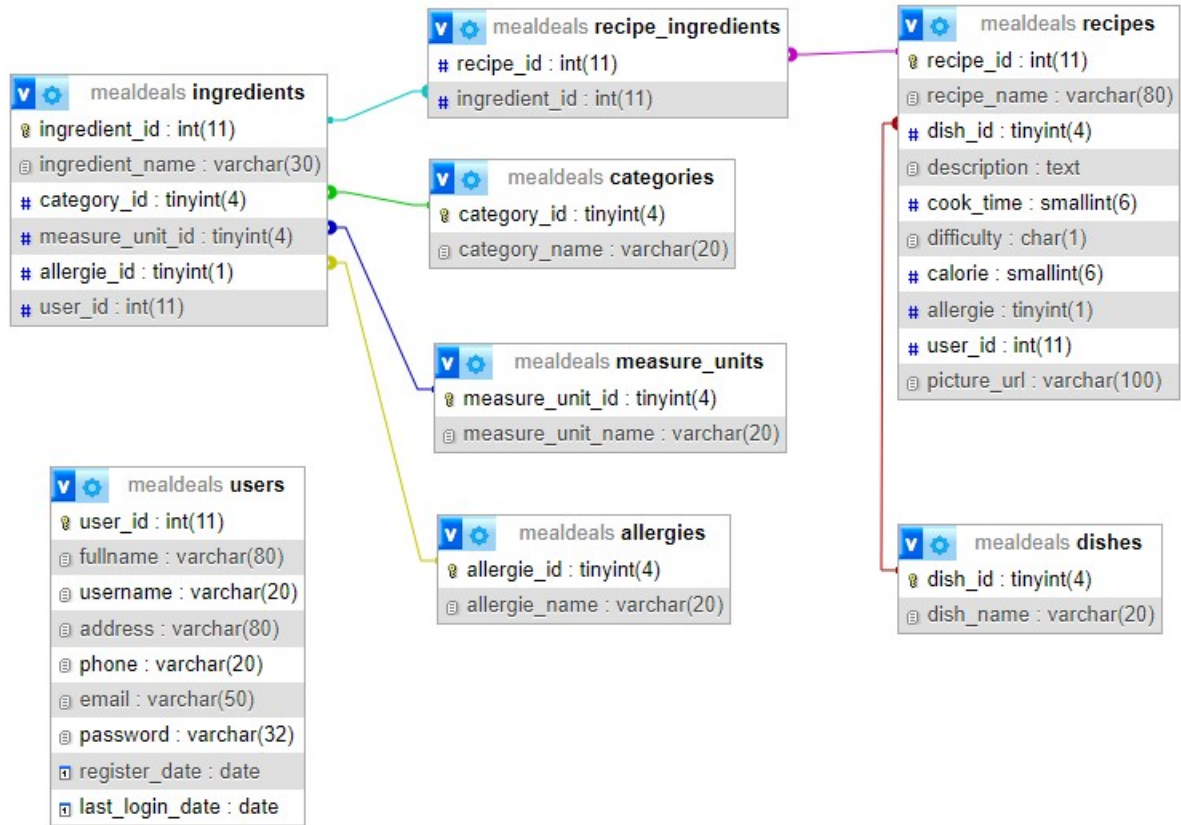 mealdeals ingredients
ingredient_id : int(11)
ingredient_name : varchar(30)
# category_id : tinyint(4)
# measure_unit_id : tinyint(4)
# allergie_id : tinyint(1)
# user_id : int(11)
mealdeals recipe_ingredients
# recipe_id : int(11)
# ingredient_id : int(11)
mealdeals categories
category_id : tinyint(4)
category_name : varchar(20)
mealdeals measure_units
measure_unit_id : tinyint(4)
measure_unit_name : varchar(20)
mealdeals allergies
allergie_id : tinyint(4)
allergie_name : varchar(20)
mealdeals recipes
recipe_id : int(11)
recipe_name : varchar(80)
# dish_id : tinyint(4)
description : text
# cook_time : smallint(6)
difficulty : char(1)
# calorie : smallint(6)
# allergie : tinyint(1)
# user_id : int(11)
picture_url : varchar(100)
mealdeals dishes
dish_id : tinyint(4)
dish_name : varchar(20)
mealdeals users
user_id : int(11)
fullname : varchar(80)
username : varchar(20)
address : varchar(80)
phone : varchar(20)
email : varchar(50)
password : varchar(32)
register_date : date
last_login_date : date